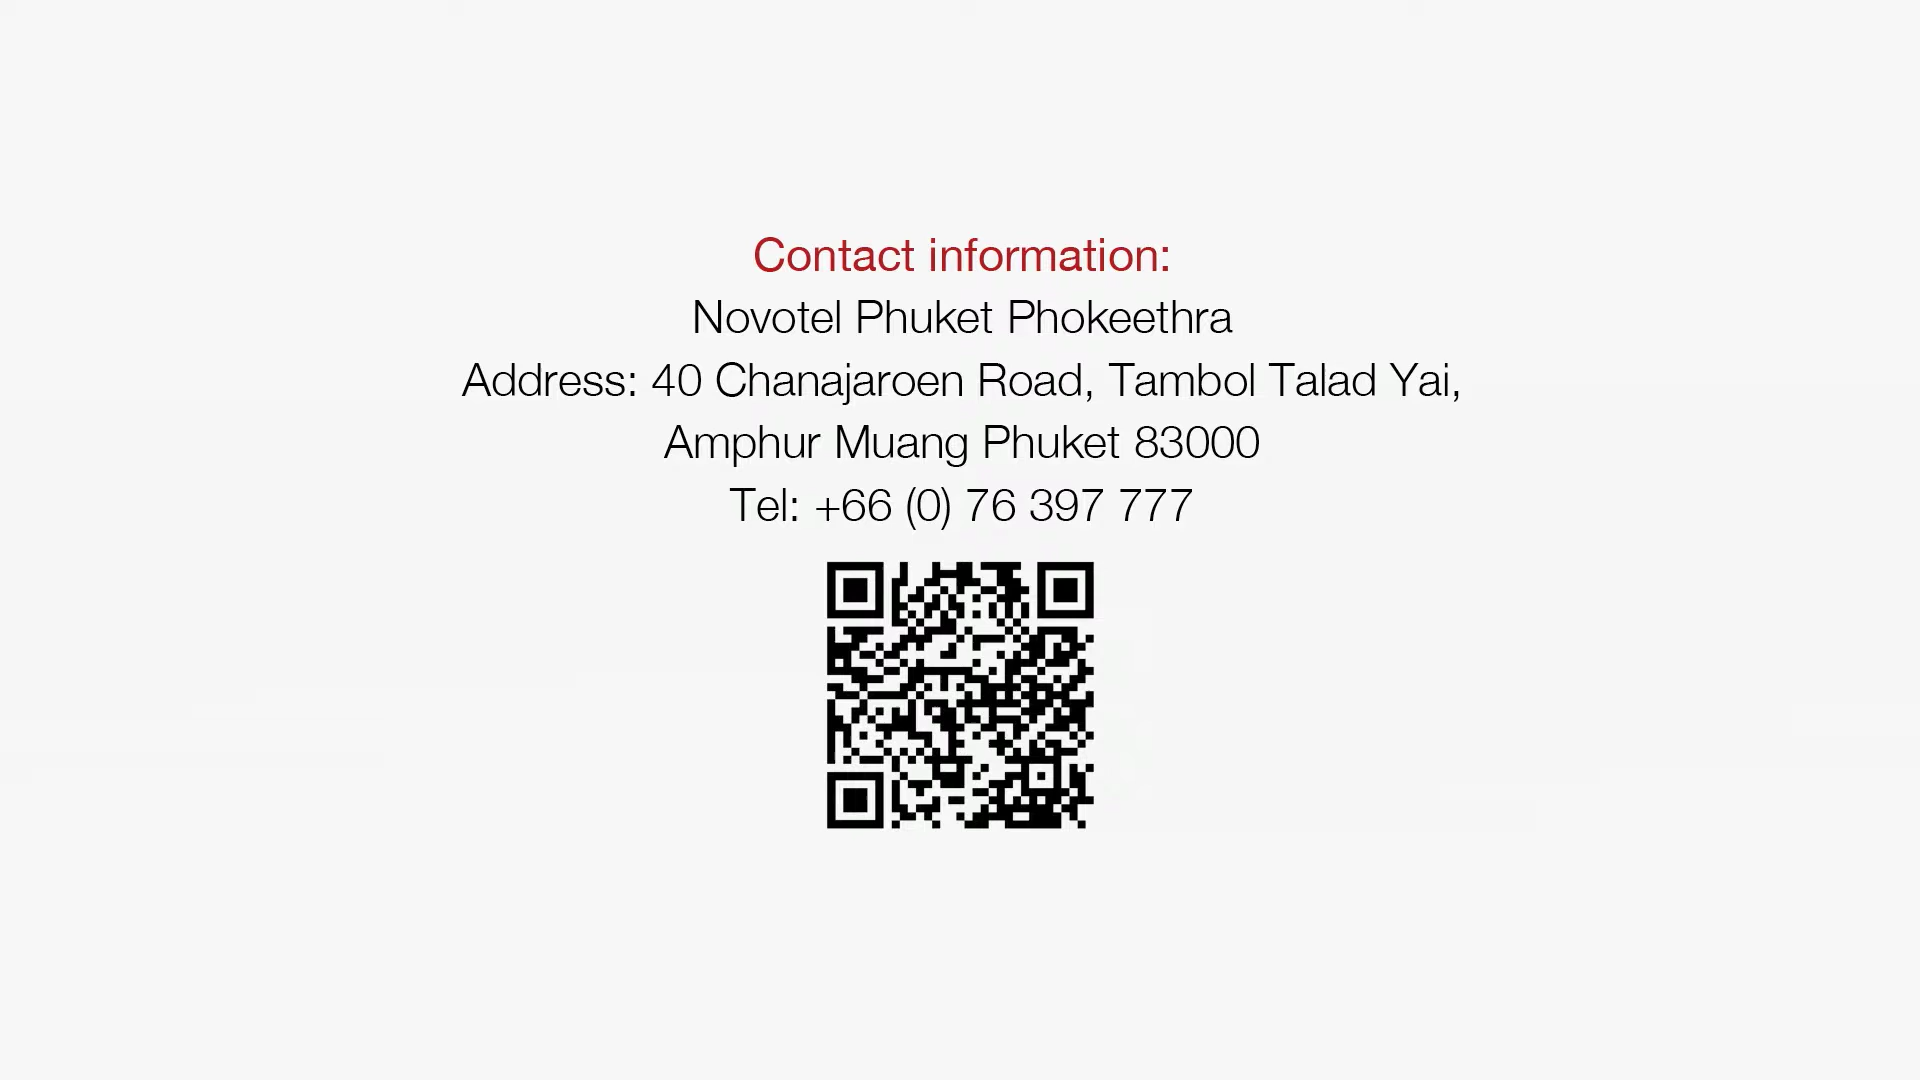 Contact information:
Novotel Phuket Phokeethra
Address: 40 Chanajaroen Road, Tambol Talad Yai,
Amphur Muang Phuket 83000
Tel: +66 (0) 76 397 777